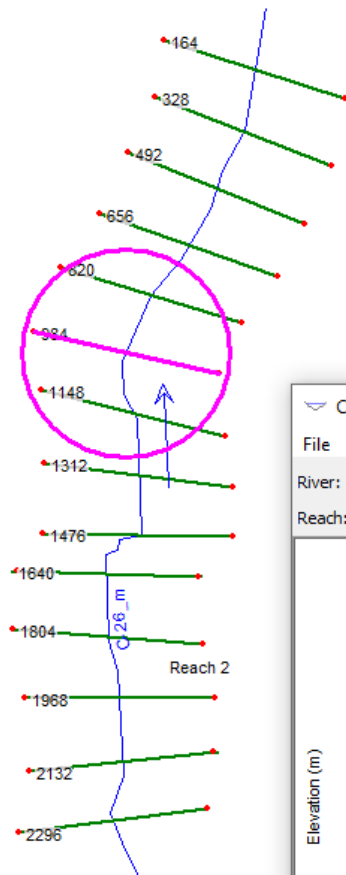 164
328
492
656
820
984
1148
1312
1476
1640
1804
C_26_m
Reach 2
1968
2132
2296
File
River:
Reach:
Elevation (m)